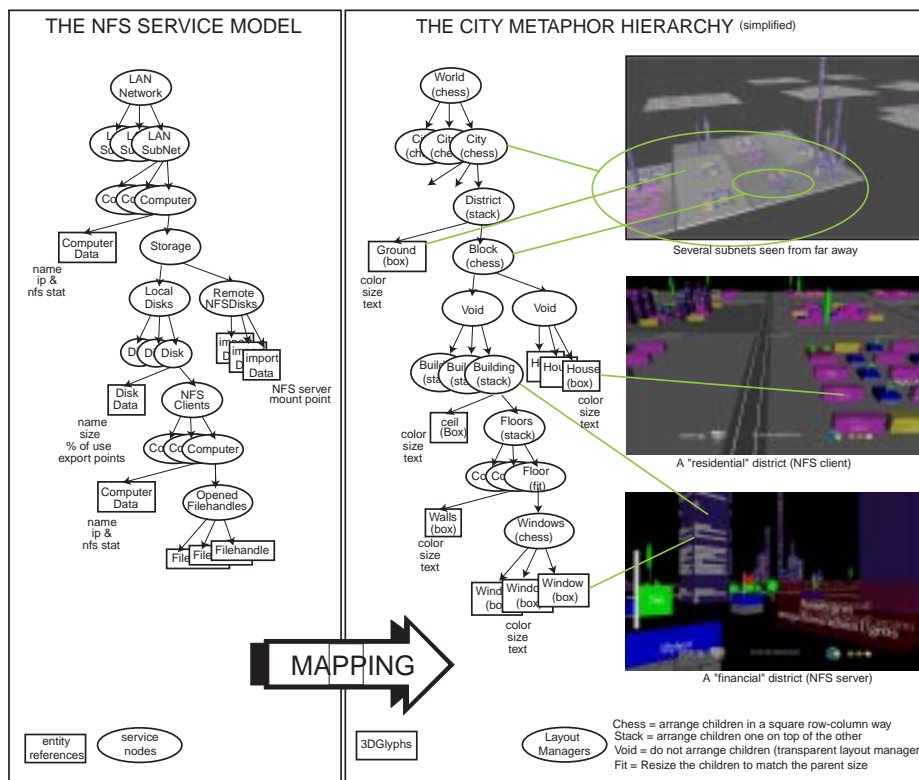 THE NFS SERVICE MODEL
LAN
Network
LAN
SubNet
Computer
Computer
Data
name
ip &
nfs stat
Storage
Local
Disks
Remote
NFSDisks
Disk
import
Data
NFS server
mount point
Disk
Data
name
size
% of use
export points
NFS
Clients
Computer
Computer
Data
name
ip &
nfs stat
Opened
Filehandles
Filehandle
entity
references
service
nodes
MAPPING
THE CITY METAPHOR HIERARCHY (simplified)
World
(chess)
City
(chess)
District
(stack)
Ground
(box)
color
size
text
Block
(chess)
Void
Void
Building
(stack)
House
(box)
color
size
text
ceil
(Box)
color
size
text
Floors
(stack)
Floor
(fit)
Walls
(box)
color
size
text
Windows
(chess)
Window
(box)
color
size
text
3DGlyphs
Layout
Managers
Several subnets seen from far away
A "residential" district (NFS client)
A "financial" district (NFS server)
Chess = arrange children in a square row-column way
Stack = arrange children one on top of the other
Void = do not arrange children (transparent layout manager
Fit = Resize the children to match the parent size